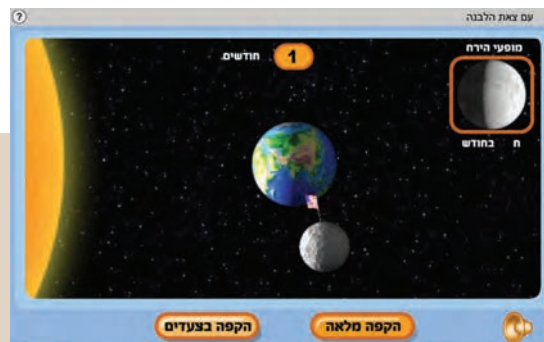 עם צאת הלבנה
?
מופעי הירח
חודשים:
1
ח בחודש
הקפה מלאה
הקפה בצעדים